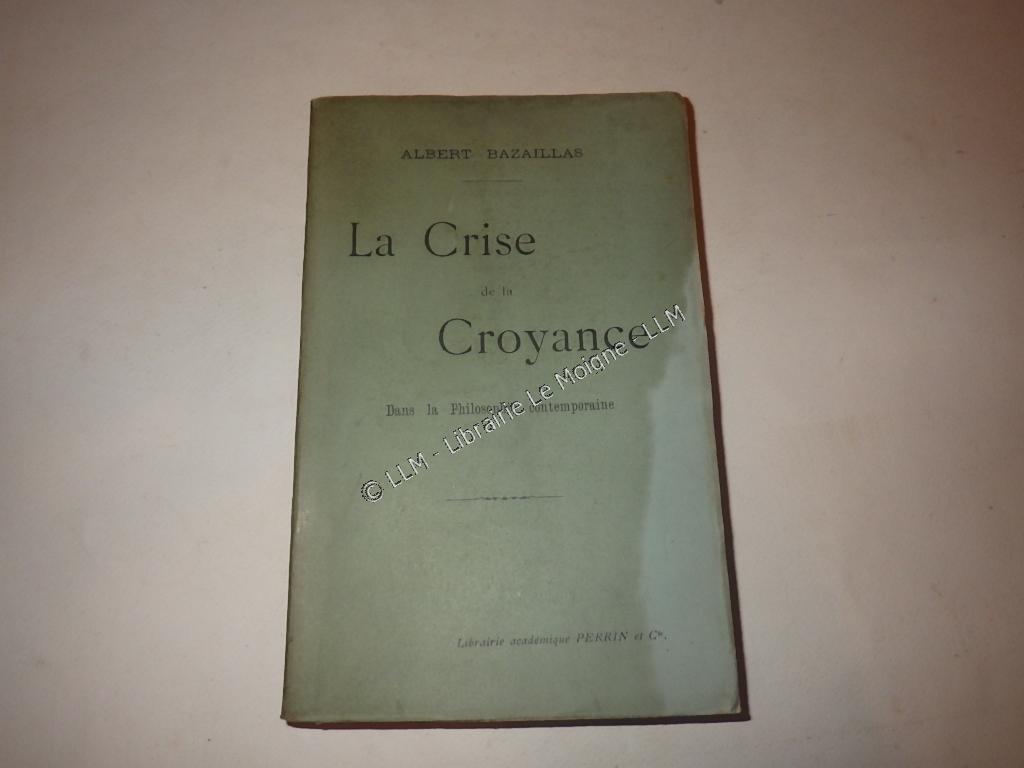 ALBERT BAZAILLAS
La Crise
de la
Croyance
Dans la Philosophie contemporaine
© LLM - Librairie Le Moigne - LLM
Librairie académique PERRIN et Cie.